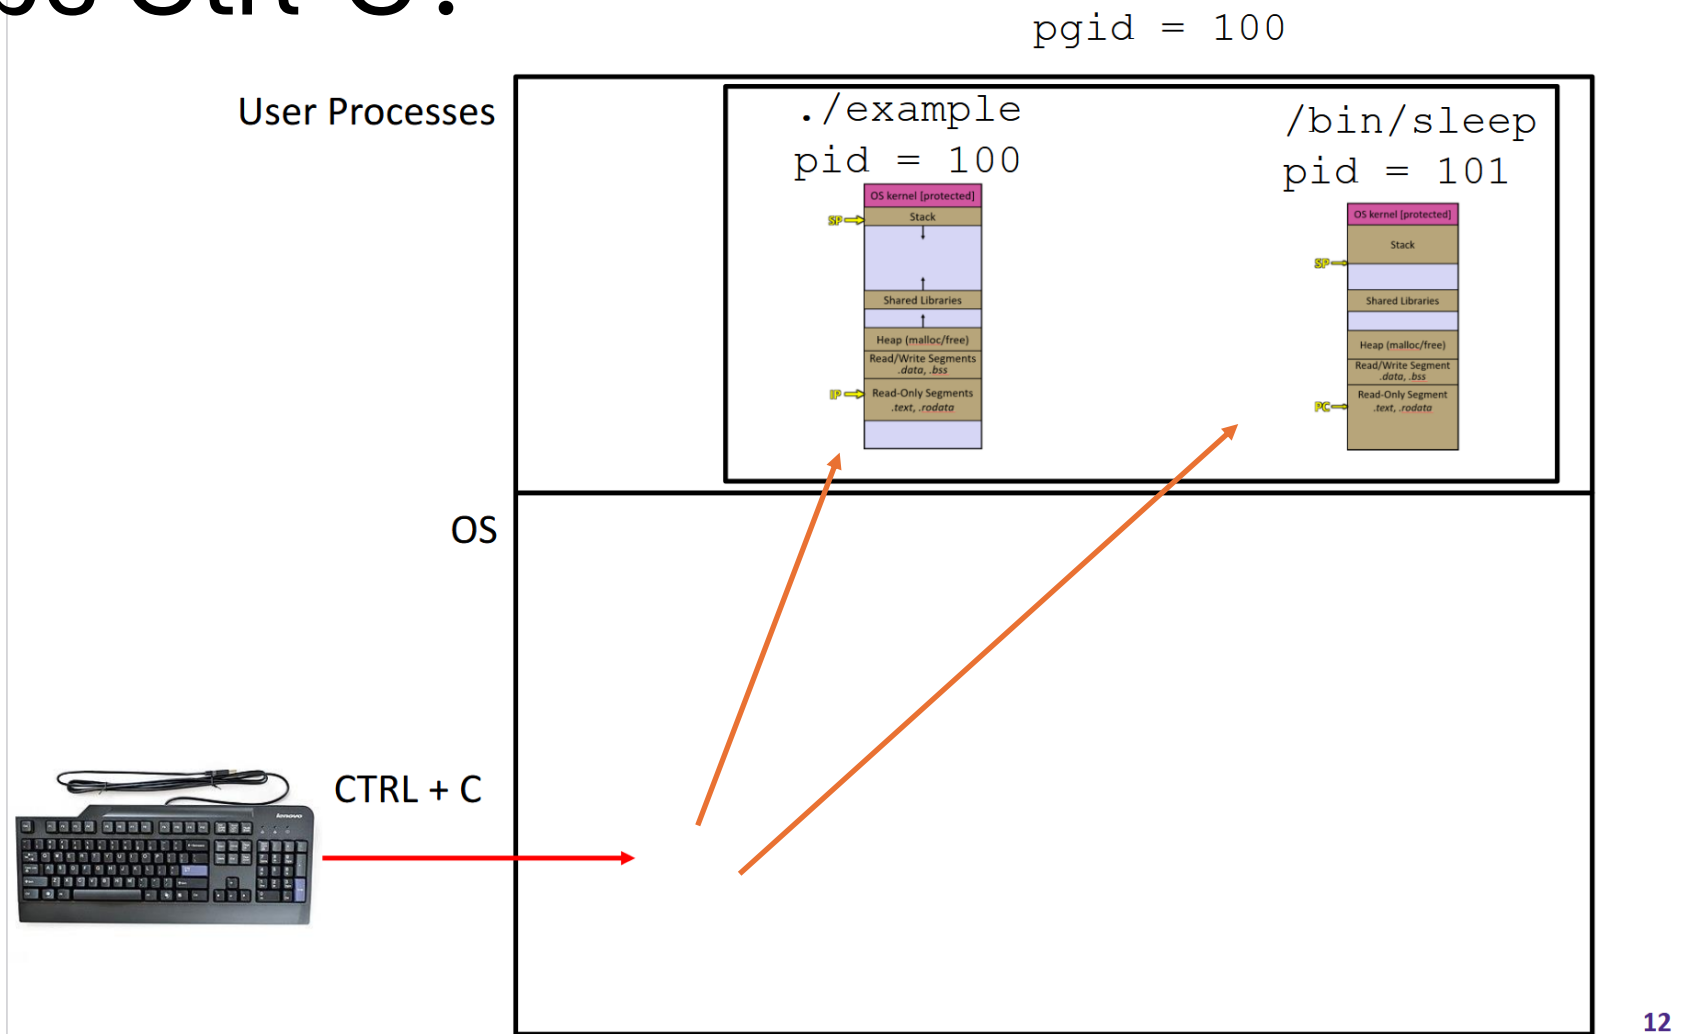 Ctrl-C?
pgid = 100
User Processes
./example
pid = 100
OS kernel [protected]
SP
Stack
Shared Libraries
Heap (malloc/free)
Read/Write Segments
.data, .bss
IP
Read-Only Segments
.text, .rodata
/bin/sleep
pid = 101
OS kernel [protected]
Stack
SP
Shared Libraries
Heap (malloc/free)
Read/Write Segment
.data, .bss
Read-Only Segment
PC
.text, .rodata
OS
CTRL + C
lenovo
12